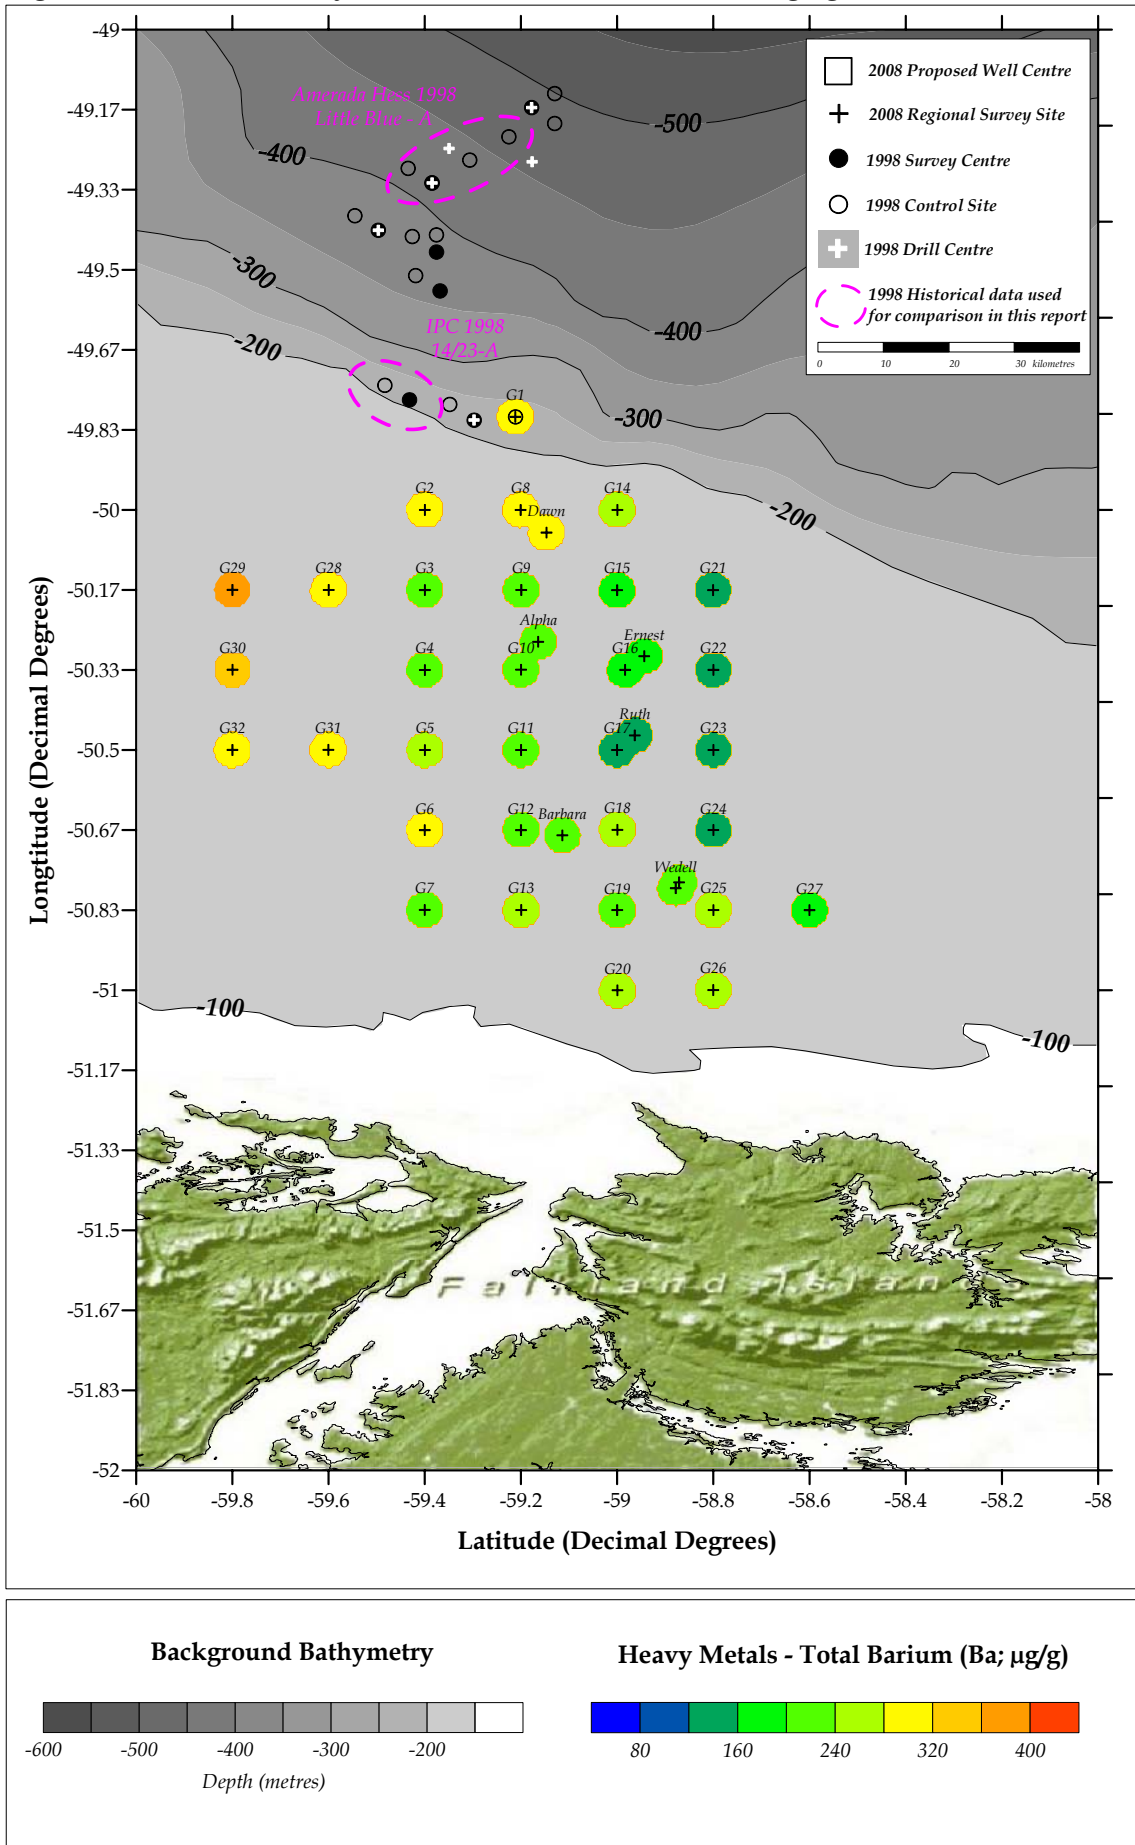 -49
-49.17
-49.33
-49.5
-49.67
-49.83
-50
-50.17
-50.33
-50.5
-50.67
-50.83
-51
-51.17
-51.33
-51.5
-51.67
-51.83
-52
Longtitude (Decimal Degrees)
2008 Proposed Well Centre
2008 Regional Survey Site
1998 Survey Centre
1998 Control Site
1998 Drill Centre
1998 Historical data used
for comparison in this report
0 10 20 30 kilometres
Amerada Hess 1998
Little Blue - A
-500
-400
-300
-200
IPC 1998
14/23-A
-400
-300
-200
G1
G2
G8
G14
Dawn
G29
G28
G3
G9
G15
G21
Alpha
Ernest
G30
G4
G10
G16
G22
Ruth
G32
G31
G5
G11
G17
G23
G6
G12
Barbara
G18
G24
Wedell
G7
G13
G19
G25
G27
G20
G26
-100
-100
-60 -59.8 -59.6 -59.4 -59.2 -59 -58.8 -58.6 -58.4 -58.2 -58
Latitude (Decimal Degrees)
Background Bathymetry
-600 -500 -400 -300 -200
Depth (metres)
Heavy Metals - Total Barium (Ba; µg/g)
80 160 240 320 400